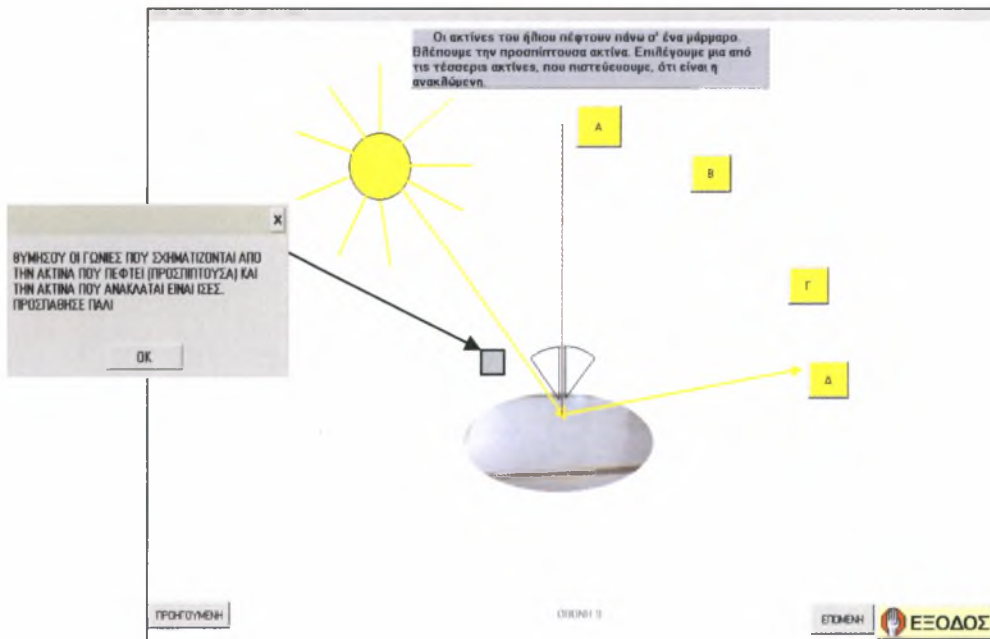 Οι ακτίνες του ήλιου πέφτουν πάνω σ' ένα μάρμαρο.
Βλέπουμε την προσπίπτουσα ακτίνα. Επιλέγουμε μια από
τις τέσσερις ακτίνες, που πιστεύουμε, ότι είναι η
ανακλώμενη.
Α
Β
Γ
Δ
X
ΘΥΜΗΣΟΥ ΟΙ ΓΩΝΙΕΣ ΠΟΥ ΣΧΗΜΑΤΙΖΟΝΤΑΙ ΑΠΟ
ΤΗΝ ΑΚΤΙΝΑ ΠΟΥ ΠΕΦΤΕΙ (ΠΡΟΣΠΙΠΤΟΥΣΑ) ΚΑΙ
ΤΗΝ ΑΚΤΙΝΑ ΠΟΥ ΑΝΑΚΛΑΤΑΙ ΕΙΝΑΙ ΙΣΕΣ.
ΠΡΟΣΠΑΘΗΣΕ ΠΑΛΙ
OK
ΠΡΟΗΓΟΥΜΕΝΗ
ΟΘΟΝΗ
ΕΠΟΜΕΝΗ
ΕΞΟΔΟΣ